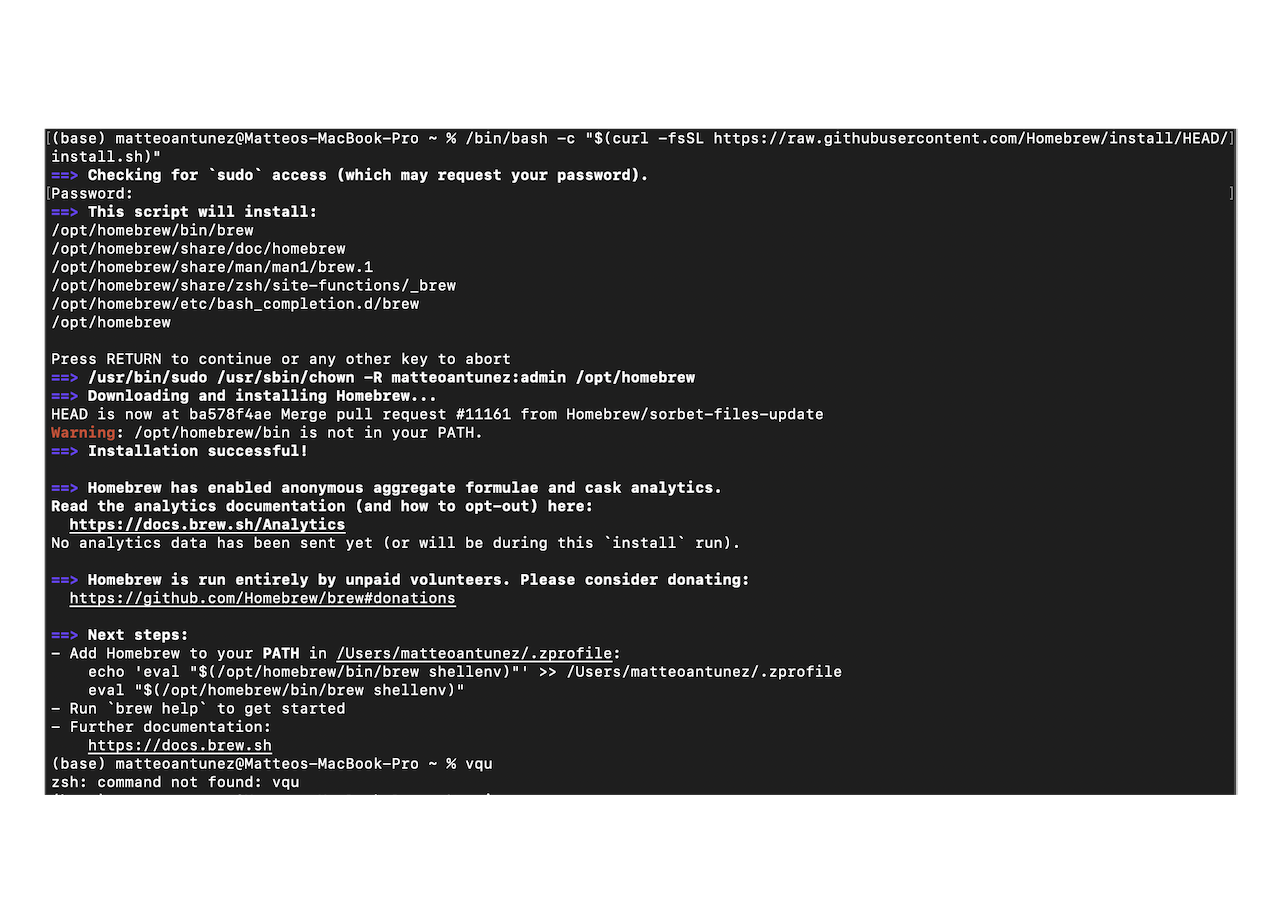 [(base) matteoantunez@Matteos-MacBook-Pro ~ % /bin/bash -c "$(curl -fsSL https://raw.githubusercontent.com/Homebrew/install/HEAD/]
install.sh)"
==> Checking for `sudo` access (which may request your password).
[Password: ]
==> This script will install:
/opt/homebrew/bin/brew
/opt/homebrew/share/doc/homebrew
/opt/homebrew/share/man/man1/brew.1
/opt/homebrew/share/zsh/site-functions/_brew
/opt/homebrew/etc/bash_completion.d/brew
/opt/homebrew
Press RETURN to continue or any other key to abort
==> /usr/bin/sudo /usr/sbin/chown -R matteoantunez:admin /opt/homebrew
==> Downloading and installing Homebrew...
HEAD is now at ba578f4ae Merge pull request #11161 from Homebrew/sorbet-files-update
Warning: /opt/homebrew/bin is not in your PATH.
==> Installation successful!
==> Homebrew has enabled anonymous aggregate formulae and cask analytics.
Read the analytics documentation (and how to opt-out) here:
https://docs.brew.sh/Analytics
No analytics data has been sent yet (or will be during this `install` run).
==> Homebrew is run entirely by unpaid volunteers. Please consider donating:
https://github.com/Homebrew/brew#donations
==> Next steps:
- Add Homebrew to your PATH in /Users/matteoantunez/.zprofile:
echo 'eval "$(/opt/homebrew/bin/brew shellenv)"' >> /Users/matteoantunez/.zprofile
eval "$(/opt/homebrew/bin/brew shellenv)"
- Run `brew help` to get started
- Further documentation:
https://docs.brew.sh
(base) matteoantunez@Matteos-MacBook-Pro ~ % vqu
zsh: command not found: vqu